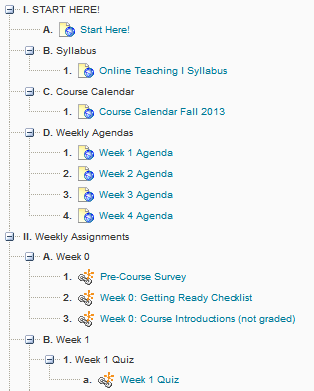 I. START HERE!
A. Start Here!
B. Syllabus
1. Online Teaching I Syllabus
C. Course Calendar
1. Course Calendar Fall 2013
D. Weekly Agendas
1. Week 1 Agenda
2. Week 2 Agenda
3. Week 3 Agenda
4. Week 4 Agenda
II. Weekly Assignments
A. Week 0
1. Pre-Course Survey
2. Week 0: Getting Ready Checklist
3. Week 0: Course Introductions (not graded)
B. Week 1
1. Week 1 Quiz
a. Week 1 Quiz